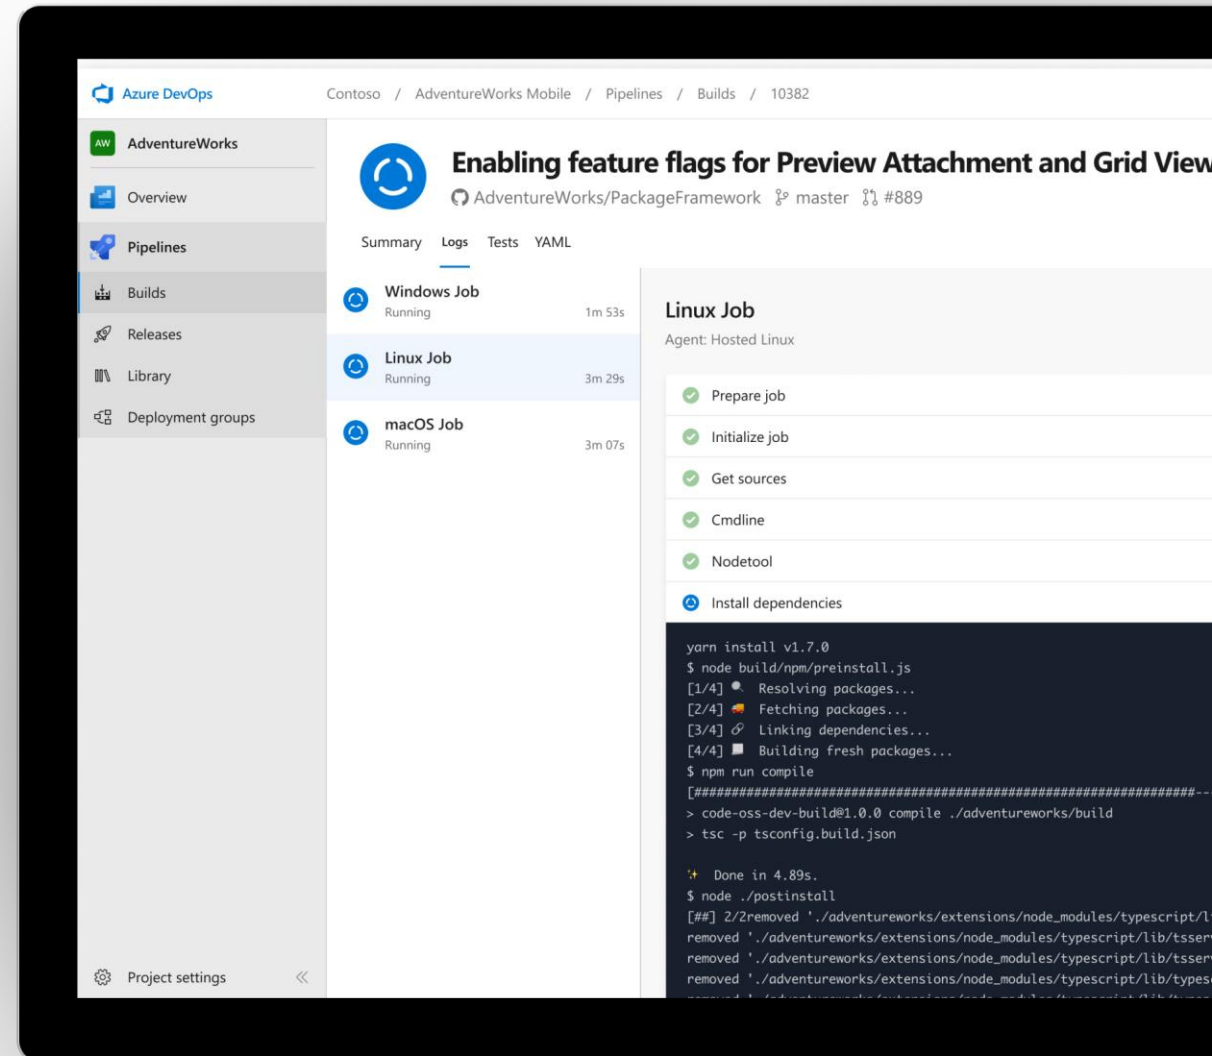 Azure DevOps
Contoso / AdventureWorks Mobile / Pipelines / Builds / 10382
AW AdventureWorks
Overview
Pipelines
Builds
Releases
Library
Deployment groups
Project settings
Enabling feature flags for Preview Attachment and Grid View
AdventureWorks/PackageFramework master #889
Summary Logs Tests YAML
Windows Job
Running 1m 53s
Linux Job
Running 3m 29s
macOS Job
Running 3m 07s
Linux Job
Agent: Hosted Linux
Prepare job
Initialize job
Get sources
Cmdline
Nodetool
Install dependencies
yarn install v1.7.0
$ node build/npm/preinstall.js
[1/4] 🔍 Resolving packages...
[2/4] 🚚 Fetching packages...
[3/4] 🔗 Linking dependencies...
[4/4] 📃 Building fresh packages...
$ npm run compile
[###################################################################--
> code-oss-dev-build@1.0.0 compile ./adventureworks/build
> tsc -p tsconfig.build.json
✨ Done in 4.89s.
$ node ./postinstall
[##] 2/2removed './adventureworks/extensions/node_modules/typescript/
removed './adventureworks/extensions/node_modules/typescript/lib/tsser
removed './adventureworks/extensions/node_modules/typescript/lib/tsser
removed './adventureworks/extensions/node_modules/typescript/lib/types